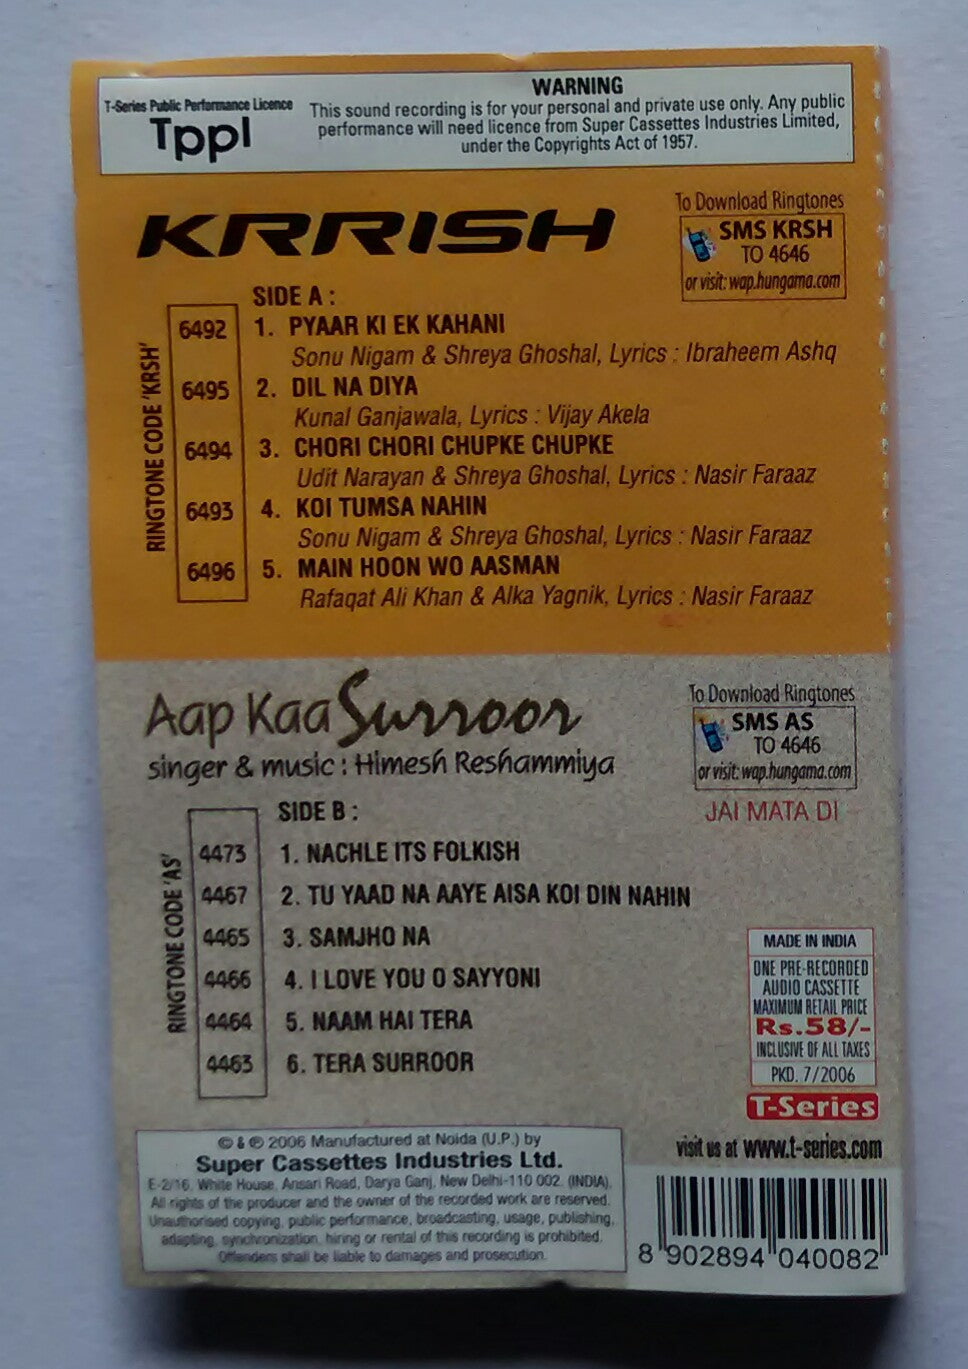 T-Series Public Performance Licence
Tppl
WARNING
This sound recording is for your personal and private use only. Any public
performance will need licence from Super Cassettes Industries Limited,
under the Copyrights Act of 1957.
KRRISH
To Download Ringtones
SMS KRSH
TO 4646
or visit: wap.hungama.com
SIDE A :
RINGTONE CODE 'KRSH'
6492 1. PYAAR KI EK KAHANI
Sonu Nigam & Shreya Ghoshal, Lyrics : Ibraheem Ashq
6495 2. DIL NA DIYA
Kunal Ganjawala, Lyrics : Vijay Akela
6494 3. CHORI CHORI CHUPKE CHUPKE
Udit Narayan & Shreya Ghoshal, Lyrics : Nasir Faraaz
6493 4. KOI TUMSA NAHIN
Sonu Nigam & Shreya Ghoshal, Lyrics : Nasir Faraaz
6496 5. MAIN HOON WO AASMAN
Rafaqat Ali Khan & Alka Yagnik, Lyrics : Nasir Faraaz
Aap Kaa Surroor
singer & music : Himesh Reshammiya
To Download Ringtones
SMS AS
TO 4646
or visit: wap.hungama.com
JAI MATA DI
SIDE B :
RINGTONE CODE 'AS'
4473 1. NACHLE ITS FOLKISH
4467 2. TU YAAD NA AAYE AISA KOI DIN NAHIN
4465 3. SAMJHO NA
4466 4. I LOVE YOU O SAYYONI
4464 5. NAAM HAI TERA
4463 6. TERA SURROOR
MADE IN INDIA
ONE PRE-RECORDED
AUDIO CASSETTE
MAXIMUM RETAIL PRICE
Rs.58/-
INCLUSIVE OF ALL TAXES
PKD. 7/2006
T-Series
visit us at www.t-series.com
© & ℗ 2006 Manufactured at Noida (U.P.) by
Super Cassettes Industries Ltd.
E-2/16, White House, Ansari Road, Darya Ganj, New Delhi-110 002. (INDIA).
All rights of the producer and the owner of the recorded work are reserved.
Unauthorised copying, public performance, broadcasting, usage, publishing,
adapting, synchronization, hiring or rental of this recording is prohibited.
Offenders shall be liable to damages and prosecution.
8 902894 040082